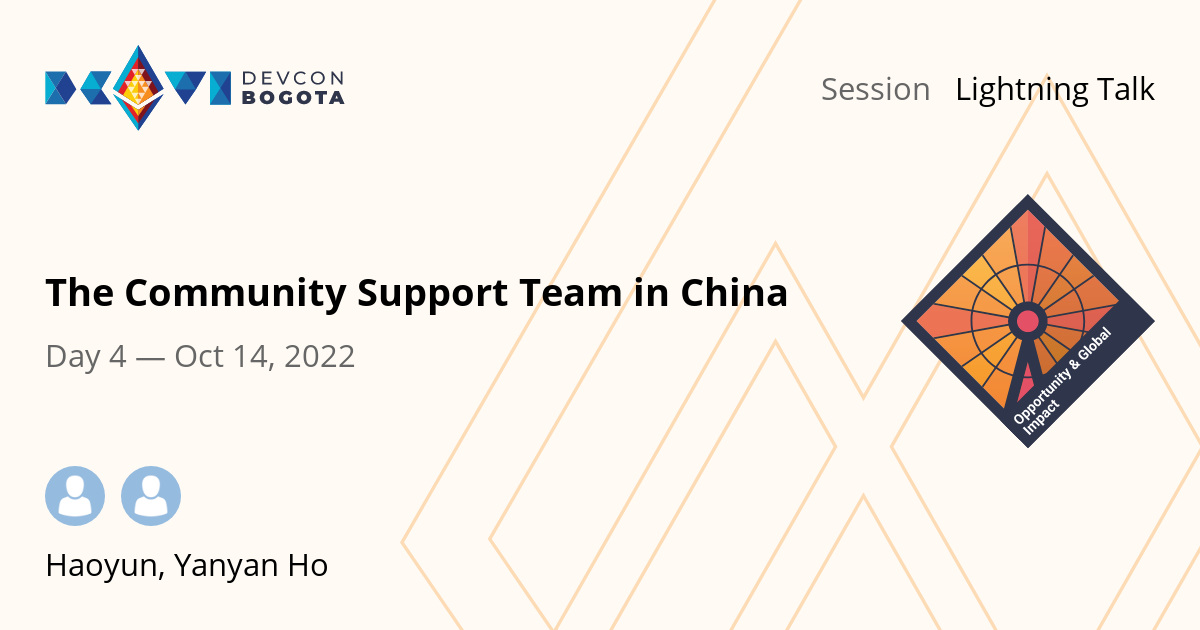 DEVCON
BOGOTA
Session Lightning Talk
The Community Support Team in China
Day 4 — Oct 14, 2022
Opportunity & Global
Impact
Haoyun, Yanyan Ho